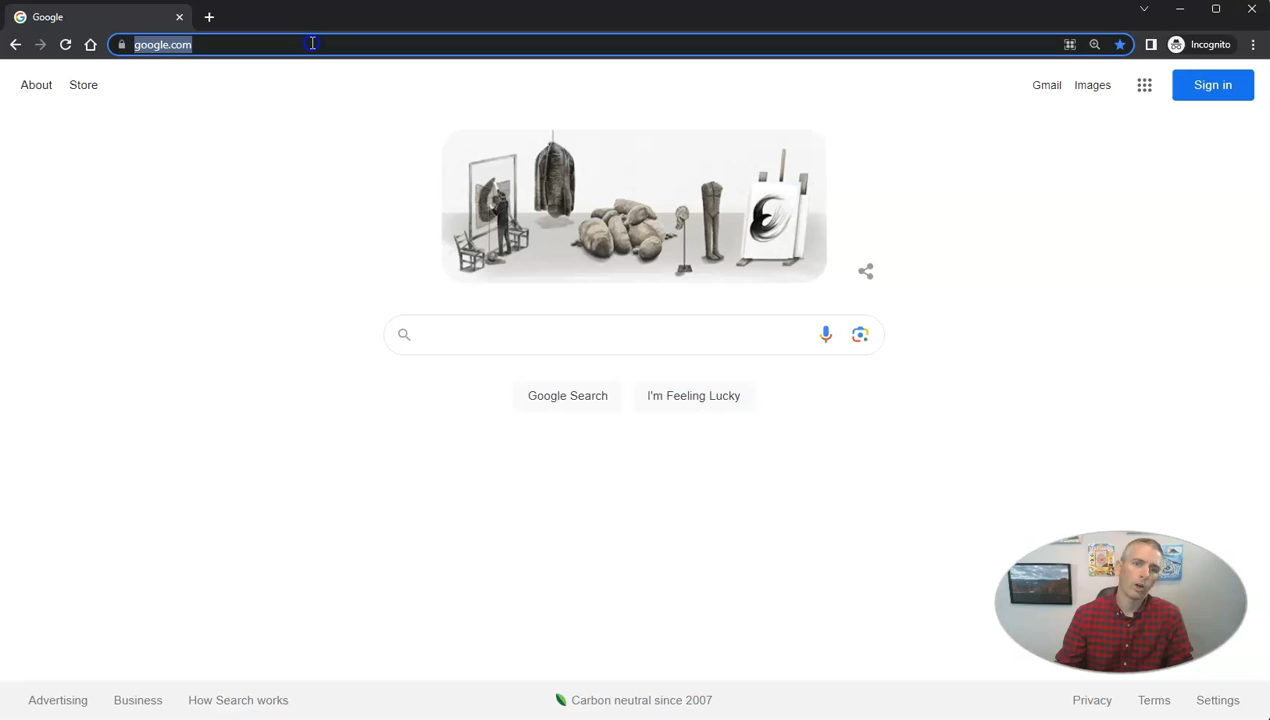 Google
google.com
Incognito
About
Store
Gmail
Images
Sign in
Google Search
I'm Feeling Lucky
Advertising
Business
How Search works
Carbon neutral since 2007
Privacy
Terms
Settings